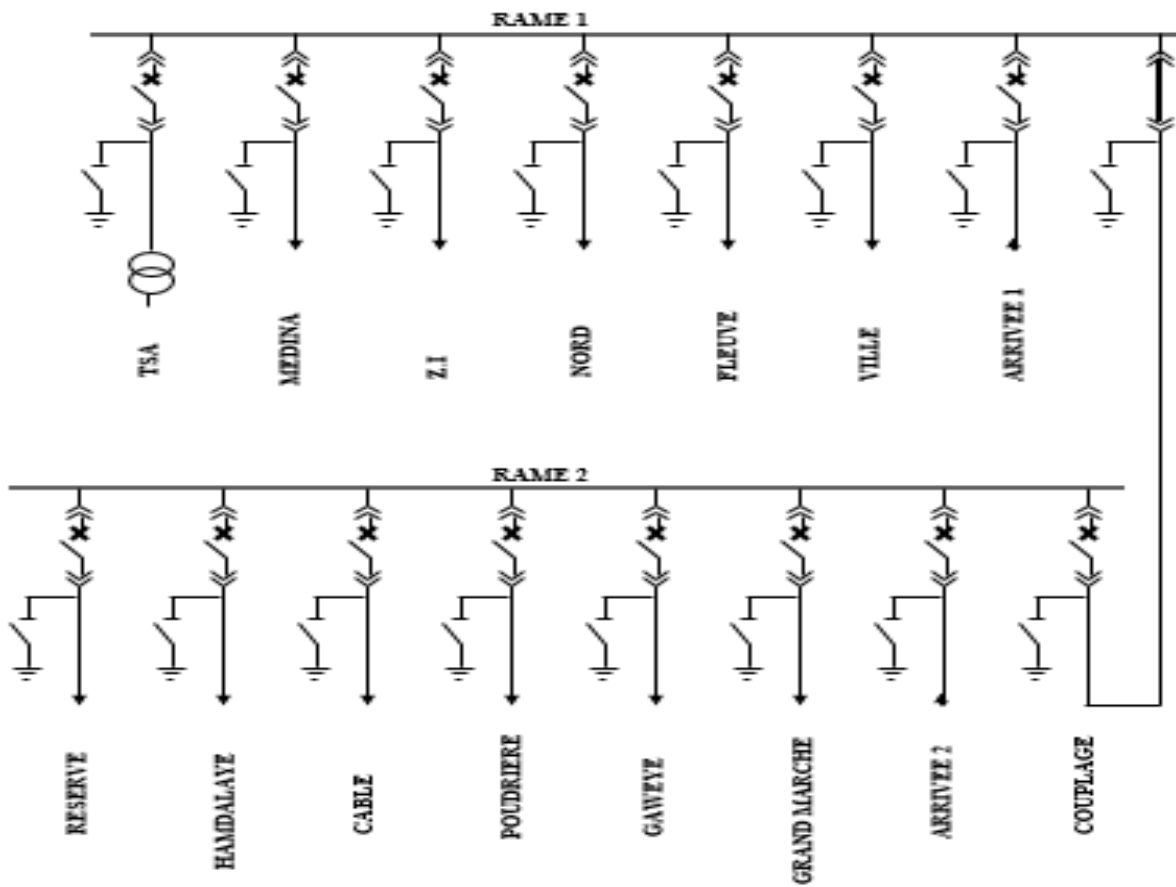 RAME 1
TSA
MEDINA
Z.I
NORD
FLEUVE
VILLE
ARRIVEE 1
RAME 2
RESERVE
HAMDALAYE
CABLE
POUDRIERE
GAWEYE
GRAND MARCHE
ARRIVEE 2
COUPLAGE